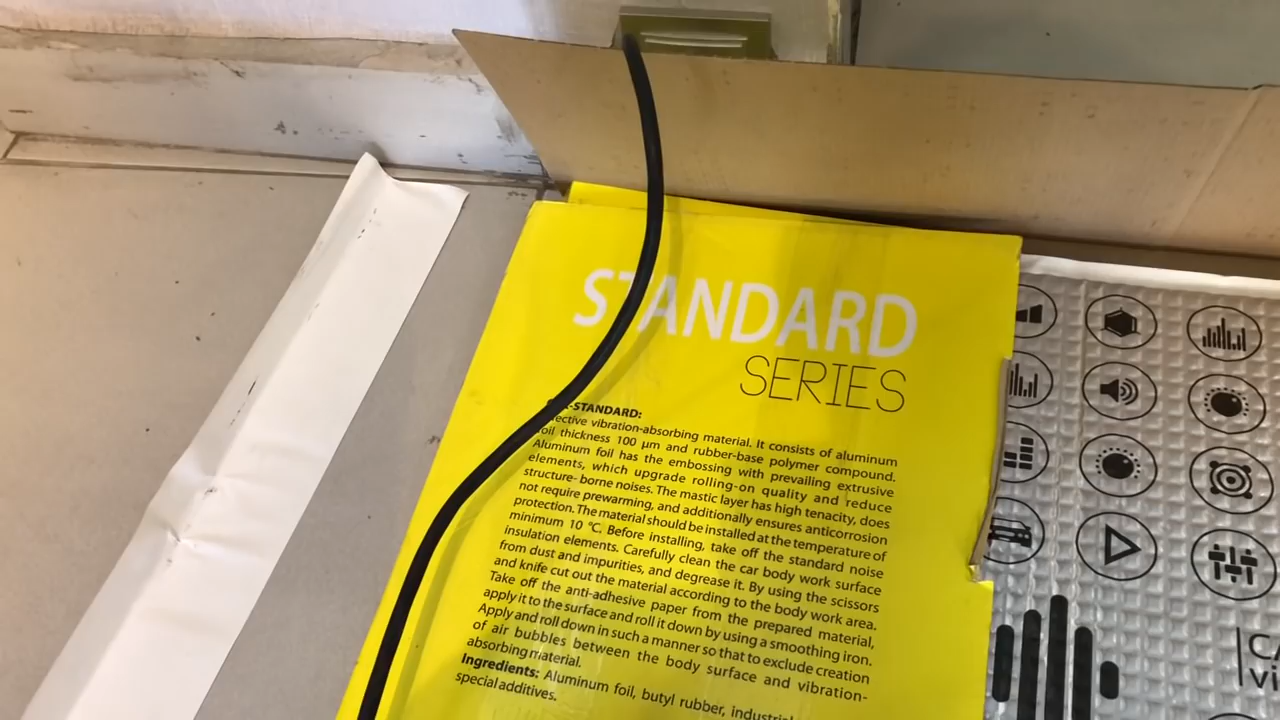 STANDARD
SERIES
-STANDARD:
vibration-absorbing material. It consists of aluminum
foil thickness 100 µm and rubber-base polymer compound.
Aluminum foil has the embossing with prevailing extrusive
elements, which upgrade rolling-on quality and reduce
structure- borne noises. The mastic layer has high tenacity, does
not require prewarming, and additionally ensures anticorrosion
protection. The material should be installed at the temperature of
minimum 10 °C. Before installing, take off the standard noise
insulation elements. Carefully clean the car body work surface
from dust and impurities, and degrease it. By using the scissors
and knife cut out the material according to the body work area.
Take off the anti-adhesive paper from the prepared material,
apply it to the surface and roll it down by using a smoothing iron.
Apply and roll down in such a manner so that to exclude creation
of air bubbles between the body surface and vibration-
absorbing material.
Ingredients: Aluminum foil, butyl rubber, industrial
special additives.